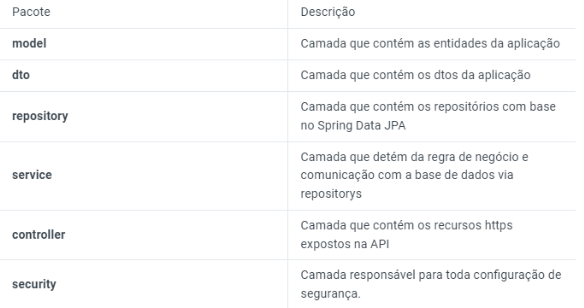 Pacote Descrição
model Camada que contém as entidades da aplicação
dto Camada que contém os dtos da aplicação
repository Camada que contém os repositórios com base
no Spring Data JPA
service Camada que detém da regra de negócio e
comunicação com a base de dados via
repositorys
controller Camada que contém os recursos https
expostos na API
security Camada responsável para toda configuração de
segurança.